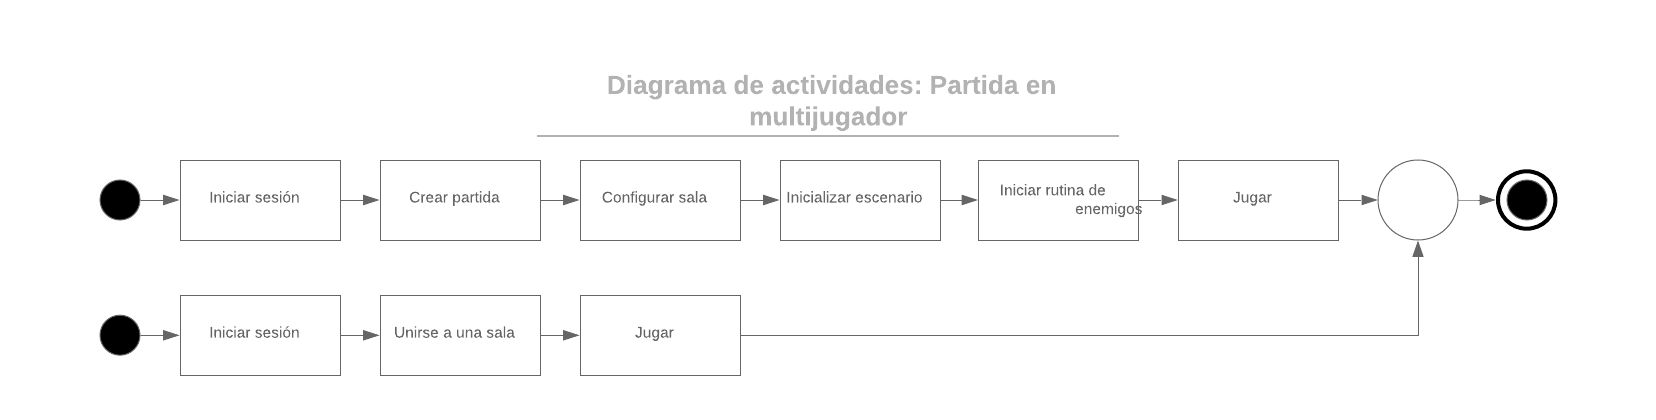 Diagrama de actividades: Partida en
multijugador
Iniciar sesión
Crear partida
Configurar sala
Inicializar escenario
Iniciar rutina de
enemigos
Jugar
Iniciar sesión
Unirse a una sala
Jugar